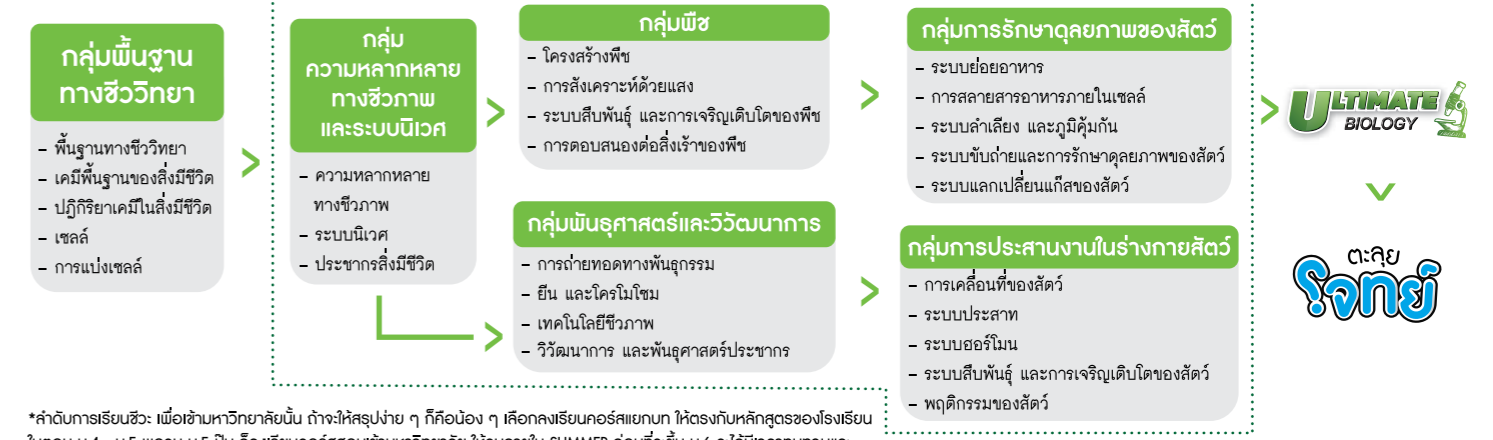 กลุ่มพื้นฐาน
ทางชีววิทยา
– พื้นฐานทางชีววิทยา
– เคมีพื้นฐานของสิ่งมีชีวิต
– ปฏิกิริยาเคมีในสิ่งมีชีวิต
– เซลล์
– การแบ่งเซลล์
กลุ่ม
ความหลากหลาย
ทางชีวภาพ
และระบบนิเวศ
– ความหลากหลาย
ทางชีวภาพ
– ระบบนิเวศ
– ประชากรสิ่งมีชีวิต
กลุ่มพืช
– โครงสร้างพืช
– การสังเคราะห์ด้วยแสง
– ระบบสืบพันธุ์ และการเจริญเติบโตของพืช
– การตอบสนองต่อสิ่งเร้าของพืช
กลุ่มพันธุศาสตร์และวิวัฒนาการ
– การถ่ายทอดทางพันธุกรรม
– ยีน และโครโมโซม
– เทคโนโลยีชีวภาพ
– วิวัฒนาการ และพันธุศาสตร์ประชากร
กลุ่มการรักษาดุลยภาพของสัตว์
– ระบบย่อยอาหาร
– การสลายสารอาหารภายในเซลล์
– ระบบลำเลียง และภูมิคุ้มกัน
– ระบบขับถ่ายและการรักษาดุลยภาพของสัตว์
– ระบบแลกเปลี่ยนแก๊สของสัตว์
กลุ่มการประสานงานในร่างกายสัตว์
– การเคลื่อนที่ของสัตว์
– ระบบประสาท
– ระบบฮอร์โมน
– ระบบสืบพันธุ์ และการเจริญเติบโตของสัตว์
– พฤติกรรมของสัตว์
ULTIMATE
BIOLOGY
ตะลุย
โจทย์
*ลำดับการเรียนชีวะ เพื่อเข้ามหาวิทยาลัยนั้น ถ้าจะให้สรุปง่าย ๆ ก็คือน้อง ๆ เลือกลงเรียนคอร์สแยกบท ให้ตรงกับหลักสูตรของโรงเรียน